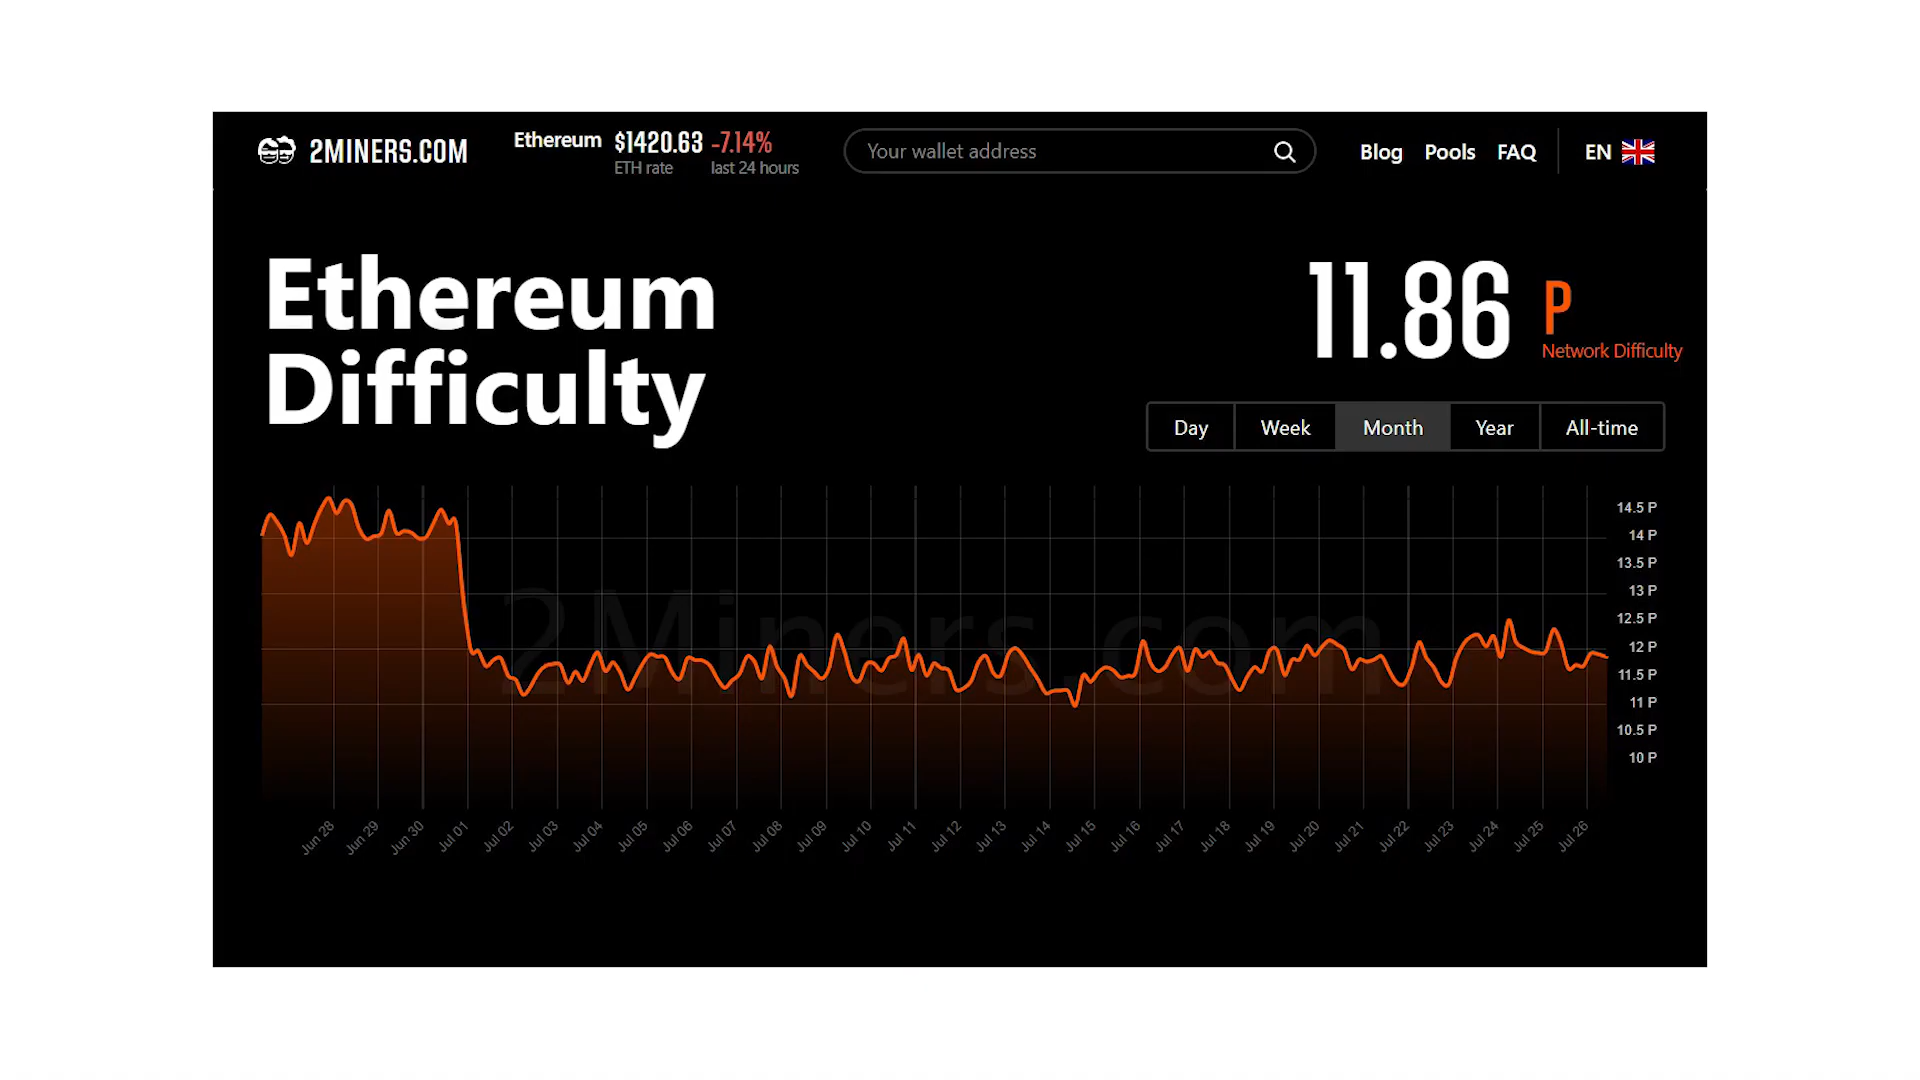 2MINERS.COM
Ethereum $1420.63 -7.14%
ETH rate last 24 hours
Your wallet address
Blog Pools FAQ EN
Ethereum
Difficulty
11.86 P
Network Difficulty
Day Week Month Year All-time
2Miners.com
14.5 P
14 P
13.5 P
13 P
12.5 P
12 P
11.5 P
11 P
10.5 P
10 P
Jun 28 Jun 29 Jun 30 Jul 01 Jul 02 Jul 03 Jul 04 Jul 05 Jul 06 Jul 07 Jul 08 Jul 09 Jul 10 Jul 11 Jul 12 Jul 13 Jul 14 Jul 15 Jul 16 Jul 17 Jul 18 Jul 19 Jul 20 Jul 21 Jul 22 Jul 23 Jul 24 Jul 25 Jul 26